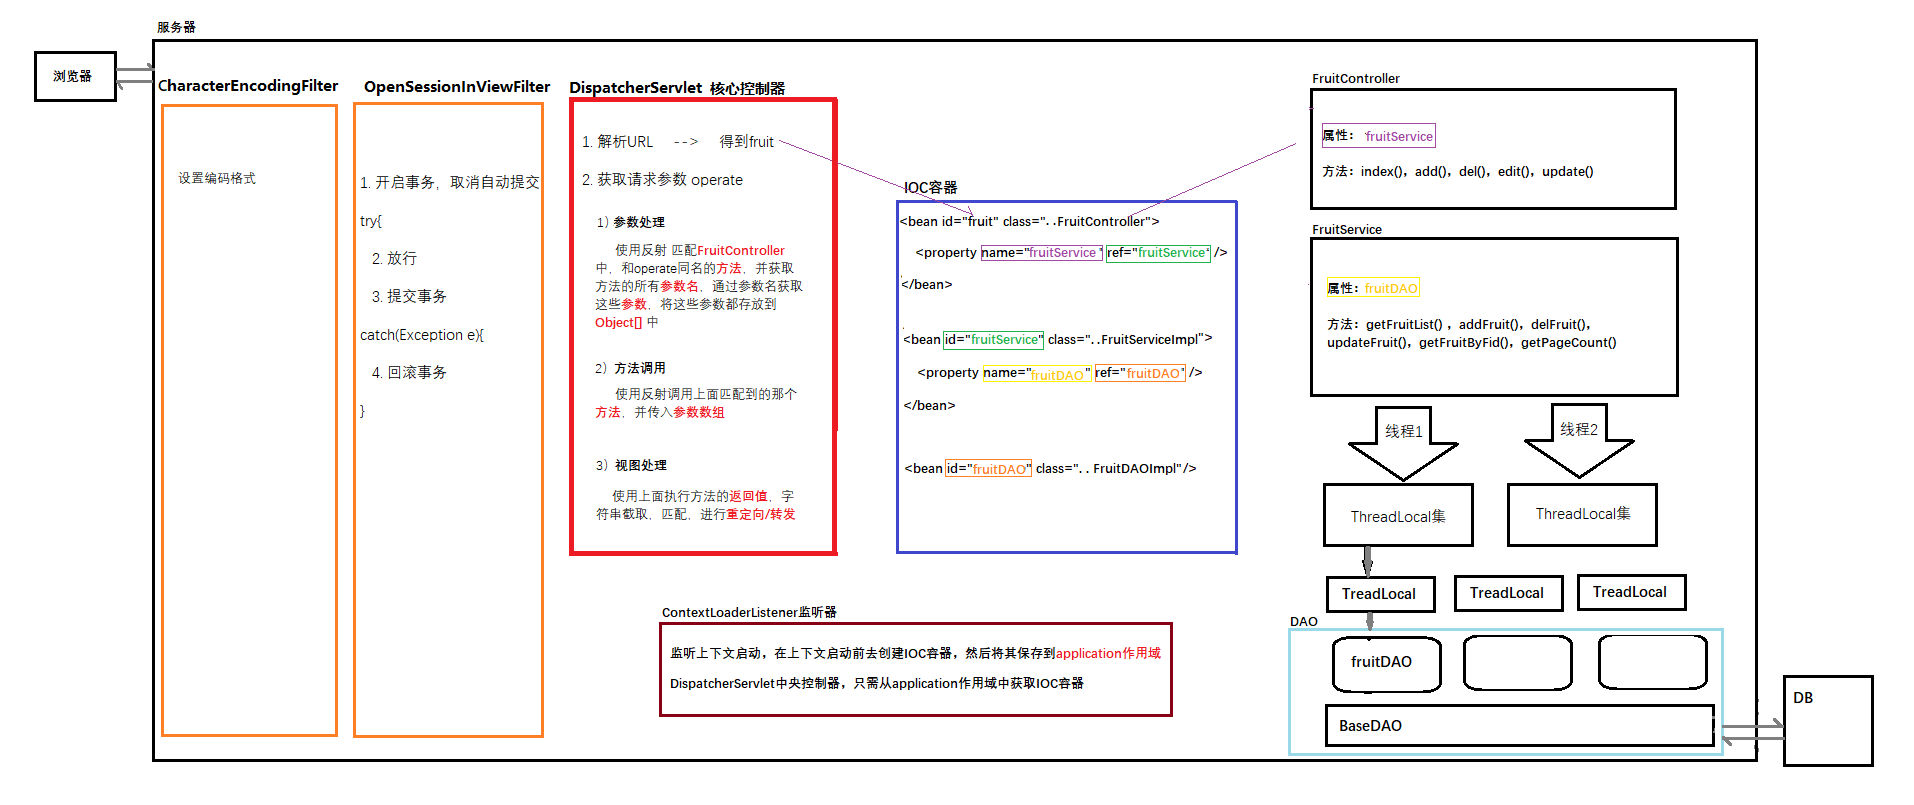 服务器
浏览器
CharacterEncodingFilter
设置编码格式
OpenSessionInViewFilter
1. 开启事务，取消自动提交
try{
2. 放行
3. 提交事务
catch(Exception e){
4. 回滚事务
}
DispatcherServlet 核心控制器
1. 解析URL --> 得到fruit
2. 获取请求参数 operate
1）参数处理
使用反射 匹配FruitController
中，和operate同名的方法，并获取
方法的所有参数名，通过参数名获取
这些参数，将这些参数都存放到
Object[] 中
2）方法调用
使用反射调用上面匹配到的那个
方法，并传入参数数组
3）视图处理
使用上面执行方法的返回值，字
符串截取，匹配，进行重定向/转发
IOC容器
<bean id="fruit" class="..FruitController">
<property name="fruitService" ref="fruitService" />
</bean>
<bean id="fruitService" class="..FruitServiceImpl">
<property name="fruitDAO" ref="fruitDAO" />
</bean>
<bean id="fruitDAO" class=".. FruitDAOImpl"/>
ContextLoaderListener监听器
监听上下文启动，在上下文启动前去创建IOC容器，然后将其保存到application作用域
DispatcherServlet中央控制器，只需从application作用域中获取IOC容器
FruitController
属性： fruitService
方法：index()，add()，del()，edit()，update()
FruitService
属性：fruitDAO
方法：getFruitList() ，addFruit()，delFruit()，
updateFruit()，getFruitByFid()，getPageCount()
线程1
线程2
ThreadLocal集
ThreadLocal集
TreadLocal
TreadLocal
TreadLocal
DAO
fruitDAO
BaseDAO
DB